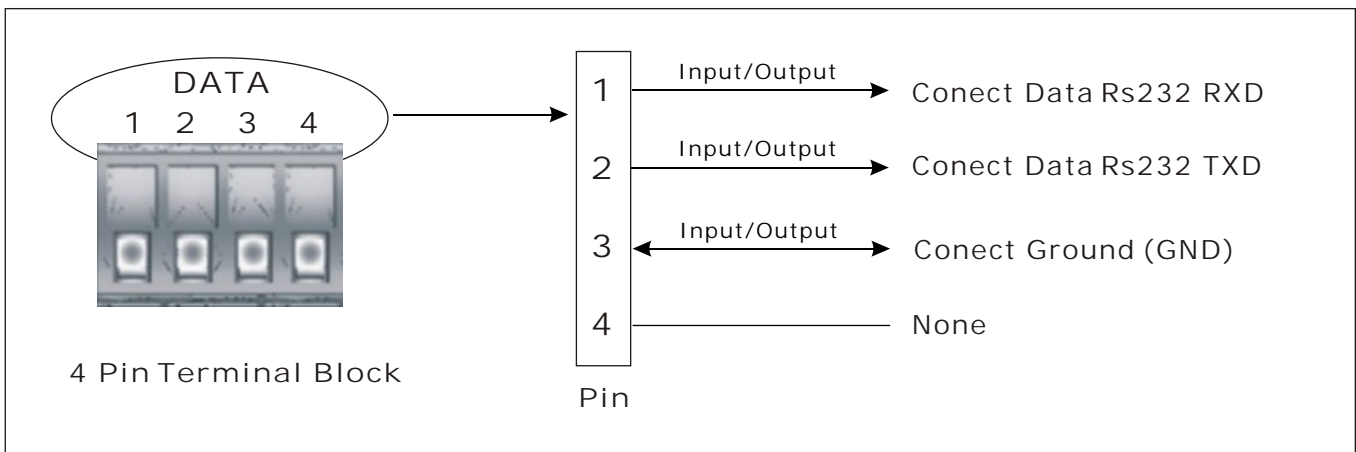 DATA
1 2 3 4
4 Pin Terminal Block
1 Input/Output Conect Data Rs232 RXD
2 Input/Output Conect Data Rs232 TXD
3 Input/Output Conect Ground (GND)
4 None
Pin